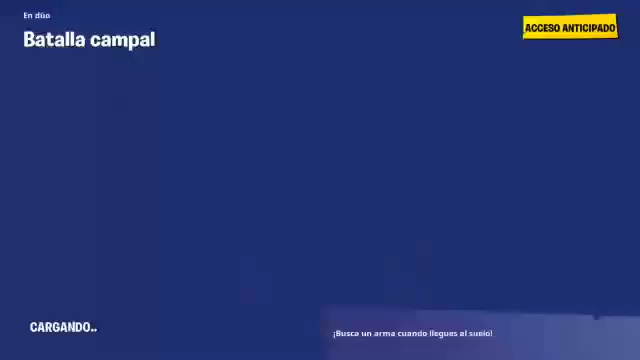 En dúo
Batalla campal
ACCESO ANTICIPADO
CARGANDO..
¡Busca un arma cuando llegues al suelo!